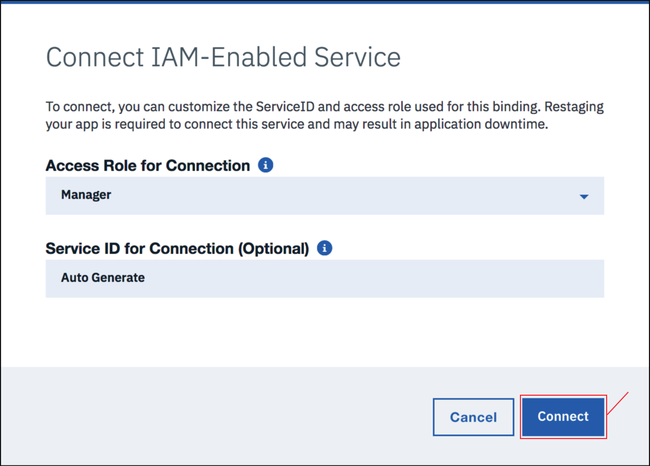 Connect IAM-Enabled Service
To connect, you can customize the ServiceID and access role used for this binding. Restaging
your app is required to connect this service and may result in application downtime.
Access Role for Connection
Manager
Service ID for Connection (Optional)
Auto Generate
Cancel
Connect